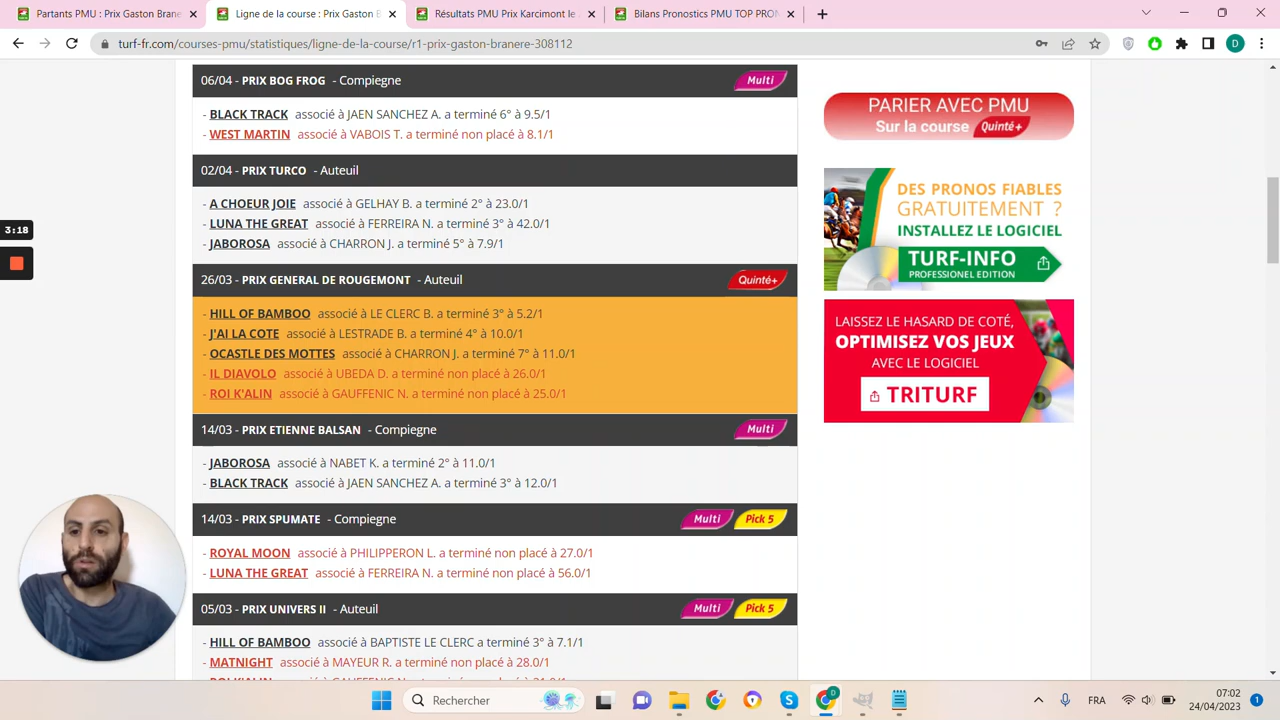 Partants PMU : Prix Gaston Brane
Ligne de la course : Prix Gaston B
Résultats PMU Prix Karcimont le
Bilans Pronostics PMU TOP PRON
turf-fr.com/courses-pmu/statistiques/ligne-de-la-course/r1-prix-gaston-branere-308112
D
06/04 - PRIX BOG FROG - Compiegne
Multi
- BLACK TRACK associé à JAEN SANCHEZ A. a terminé 6° à 9.5/1
- WEST MARTIN associé à VABOIS T. a terminé non placé à 8.1/1
02/04 - PRIX TURCO - Auteuil
- A CHOEUR JOIE associé à GELHAY B. a terminé 2° à 23.0/1
- LUNA THE GREAT associé à FERREIRA N. a terminé 3° à 42.0/1
- JABOROSA associé à CHARRON J. a terminé 5° à 7.9/1
26/03 - PRIX GENERAL DE ROUGEMONT - Auteuil
Quinté+
- HILL OF BAMBOO associé à LE CLERC B. a terminé 3° à 5.2/1
- J'AI LA COTE associé à LESTRADE B. a terminé 4° à 10.0/1
- OCASTLE DES MOTTES associé à CHARRON J. a terminé 7° à 11.0/1
- IL DIAVOLO associé à UBEDA D. a terminé non placé à 26.0/1
- ROI K'ALIN associé à GAUFFENIC N. a terminé non placé à 25.0/1
14/03 - PRIX ETIENNE BALSAN - Compiegne
Multi
- JABOROSA associé à NABET K. a terminé 2° à 11.0/1
- BLACK TRACK associé à JAEN SANCHEZ A. a terminé 3° à 12.0/1
14/03 - PRIX SPUMATE - Compiegne
Multi Pick 5
- ROYAL MOON associé à PHILIPPERON L. a terminé non placé à 27.0/1
- LUNA THE GREAT associé à FERREIRA N. a terminé non placé à 56.0/1
05/03 - PRIX UNIVERS II - Auteuil
Multi Pick 5
- HILL OF BAMBOO associé à BAPTISTE LE CLERC a terminé 3° à 7.1/1
- MATNIGHT associé à MAYEUR R. a terminé non placé à 28.0/1
PARIER AVEC PMU
Sur la course Quinté+
DES PRONOS FIABLES
GRATUITEMENT ?
INSTALLEZ LE LOGICIEL
TURF-INFO
PROFESSIONEL EDITION
LAISSEZ LE HASARD DE COTÉ,
OPTIMISEZ VOS JEUX
AVEC LE LOGICIEL
TRITURF
3:18
Rechercher
FRA
07:02
24/04/2023
1